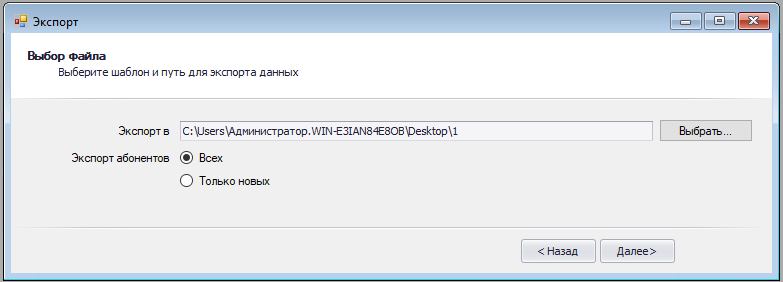 Экспорт
Выбор файла
Выберите шаблон и путь для экспорта данных
Экспорт в C:\Users\Администратор.WIN-E3IAN84E8OB\Desktop\1 Выбрать...
Экспорт абонентов Всех
Только новых
< Назад Далее >